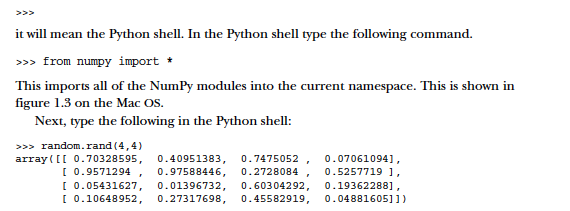 >>>
it will mean the Python shell. In the Python shell type the following command.
>>> from numpy import *
This imports all of the NumPy modules into the current namespace. This is shown in
figure 1.3 on the Mac OS.
Next, type the following in the Python shell:
>>> random.rand(4,4)
array([[ 0.70328595, 0.40951383, 0.7475052 , 0.07061094],
[ 0.9571294 , 0.97588446, 0.2728084 , 0.5257719 ],
[ 0.05431627, 0.01396732, 0.60304292, 0.19362288],
[ 0.10648952, 0.27317698, 0.45582919, 0.04881605]])